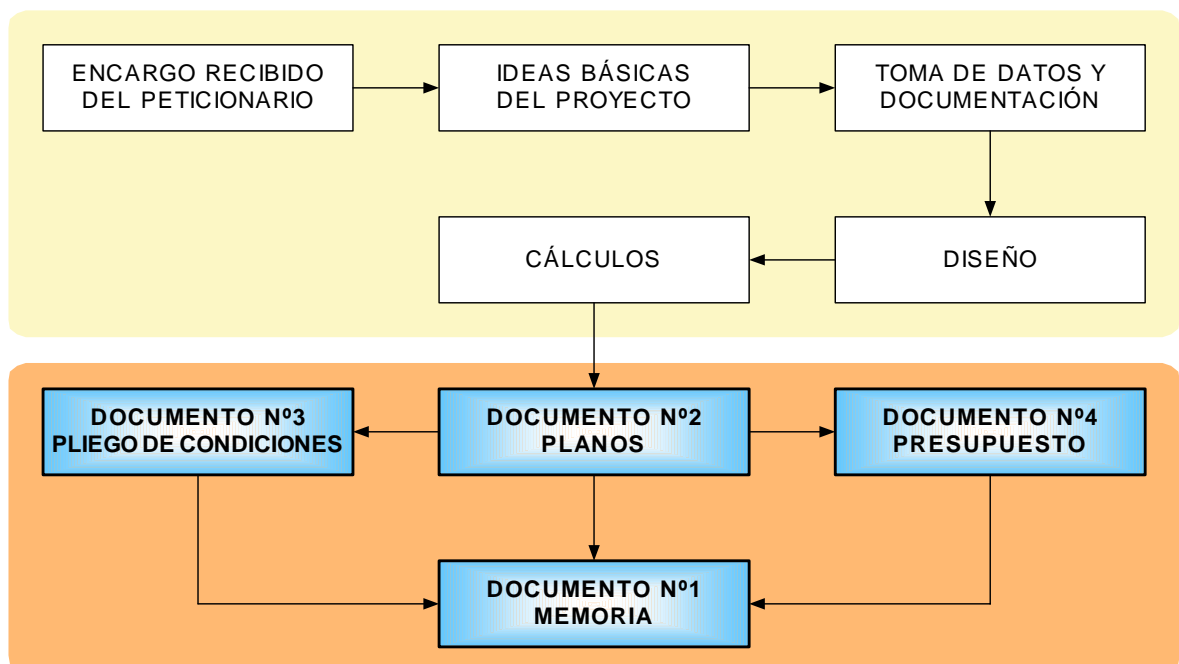 ENCARGO RECIBIDO
DEL PETICIONARIO
IDEAS BÁSICAS
DEL PROYECTO
TOMA DE DATOS Y
DOCUMENTACIÓN
CÁLCULOS
DISEÑO
DOCUMENTO Nº3
PLIEGO DE CONDICIONES
DOCUMENTO Nº2
PLANOS
DOCUMENTO Nº4
PRESUPUESTO
DOCUMENTO Nº1
MEMORIA